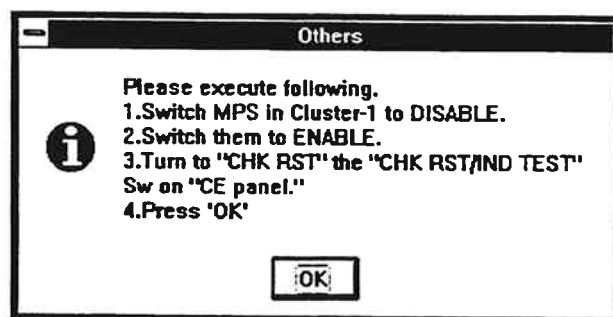 Others
Please execute following.
1.Switch MPS in Cluster-1 to DISABLE.
2.Switch them to ENABLE.
3.Turn to "CHK RST" the "CHK RST/IND TEST"
Sw on "CE panel."
4.Press 'OK'
OK